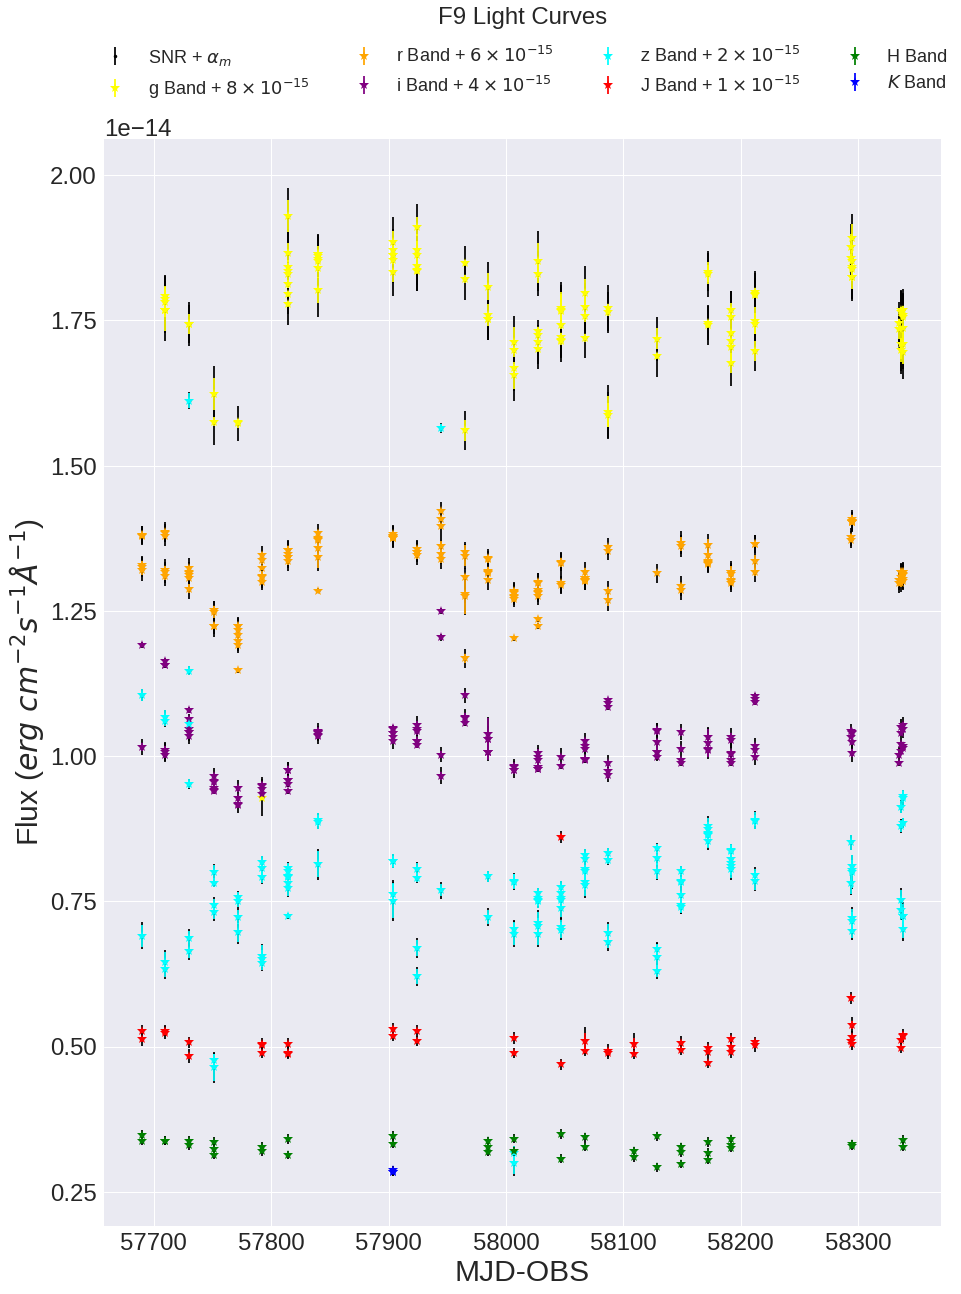 F9 Light Curves
SNR + αₘ
g Band + 8 × 10⁻¹⁵
r Band + 6 × 10⁻¹⁵
i Band + 4 × 10⁻¹⁵
z Band + 2 × 10⁻¹⁵
J Band + 1 × 10⁻¹⁵
H Band
K Band
1e−14
2.00
1.75
1.50
1.25
1.00
0.75
0.50
0.25
Flux (erg cm⁻²s⁻¹Å⁻¹)
57700 57800 57900 58000 58100 58200 58300
MJD-OBS